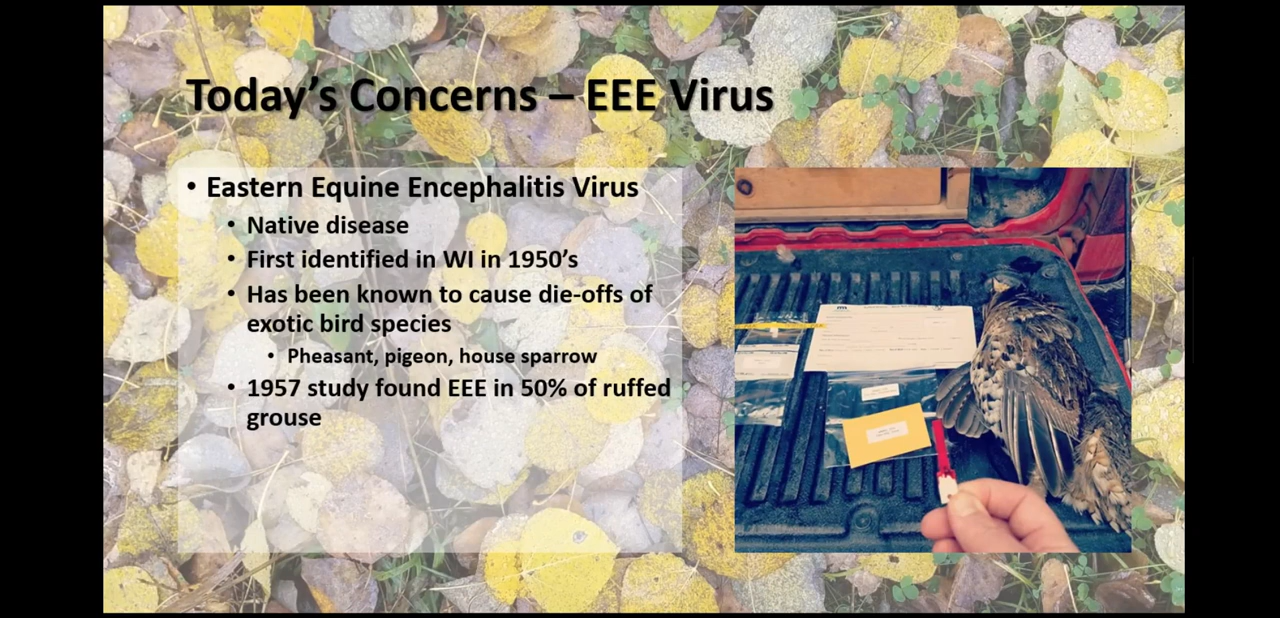 Today's Concerns – EEE Virus
• Eastern Equine Encephalitis Virus
• Native disease
• First identified in WI in 1950's
• Has been known to cause die-offs of
exotic bird species
• Pheasant, pigeon, house sparrow
• 1957 study found EEE in 50% of ruffed
grouse